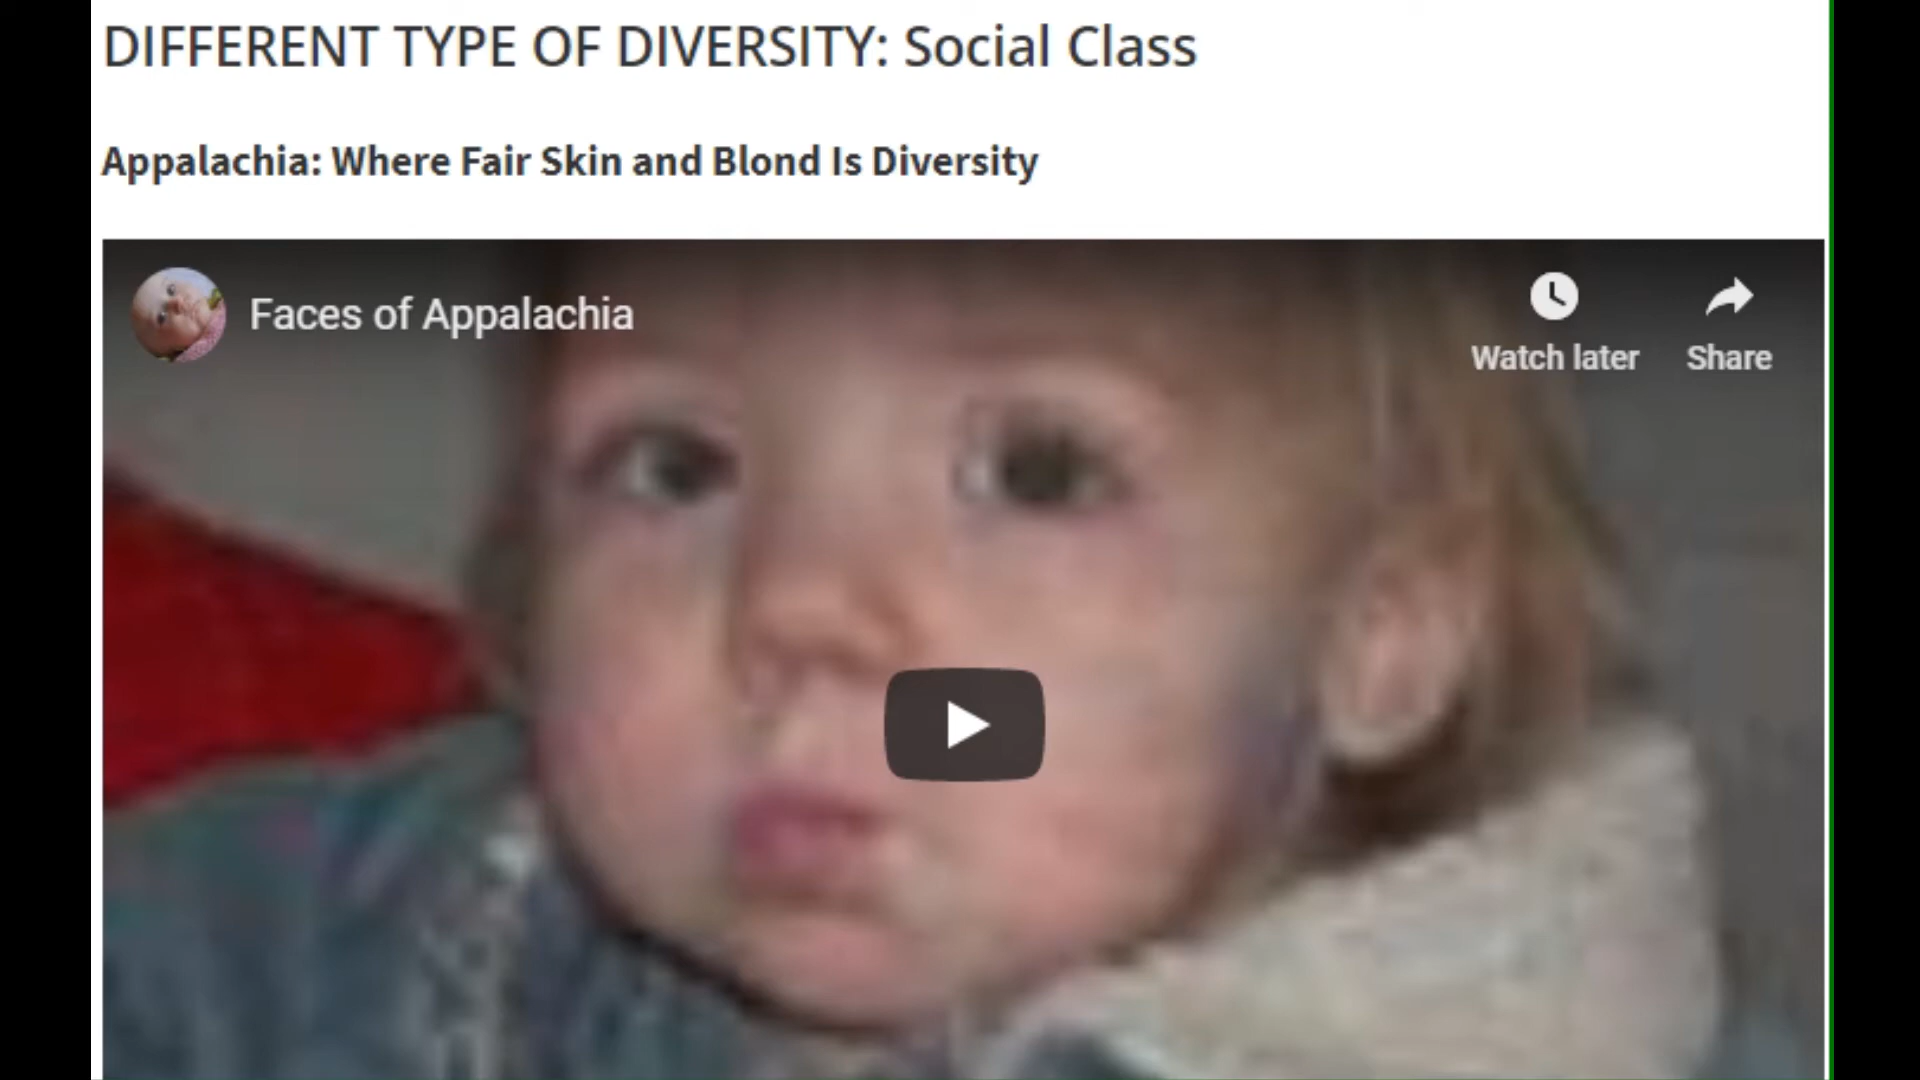 DIFFERENT TYPE OF DIVERSITY: Social Class
Appalachia: Where Fair Skin and Blond Is Diversity
Faces of Appalachia
Watch later
Share